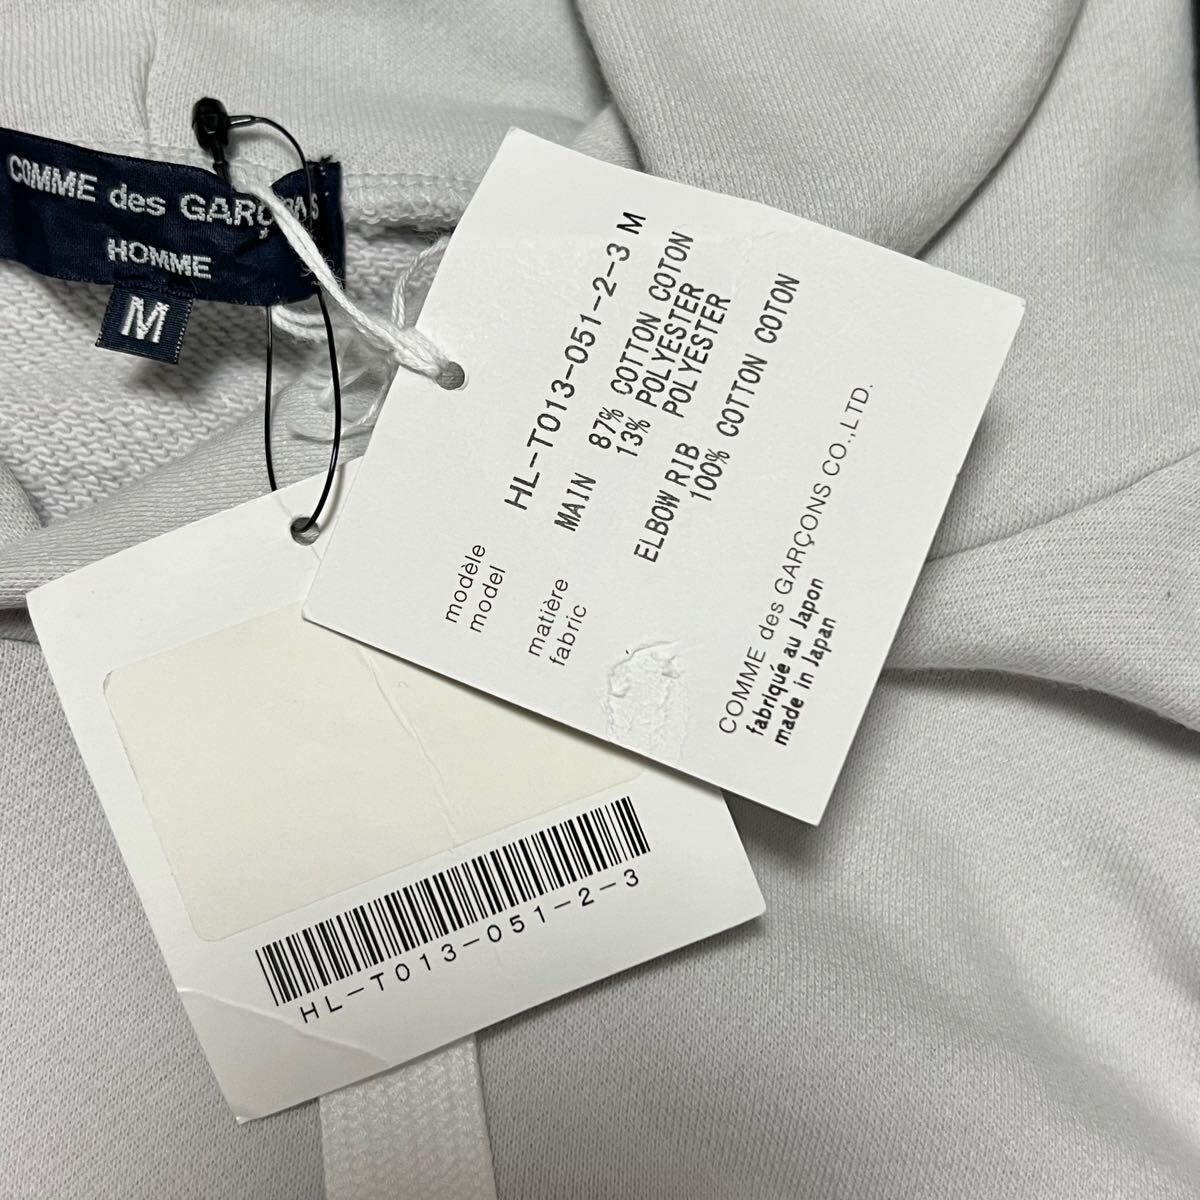 COMME des GARÇONS
HOMME
M
modèle
model
HL-T013-051-2-3 M
matière
fabric
MAIN 87% COTTON COTON
13% POLYESTER
POLYESTER
ELBOW RIB
100% COTTON COTON
COMME des GARÇONS CO.,LTD.
fabriqué au Japon
made in Japan
HL-T013-051-2-3